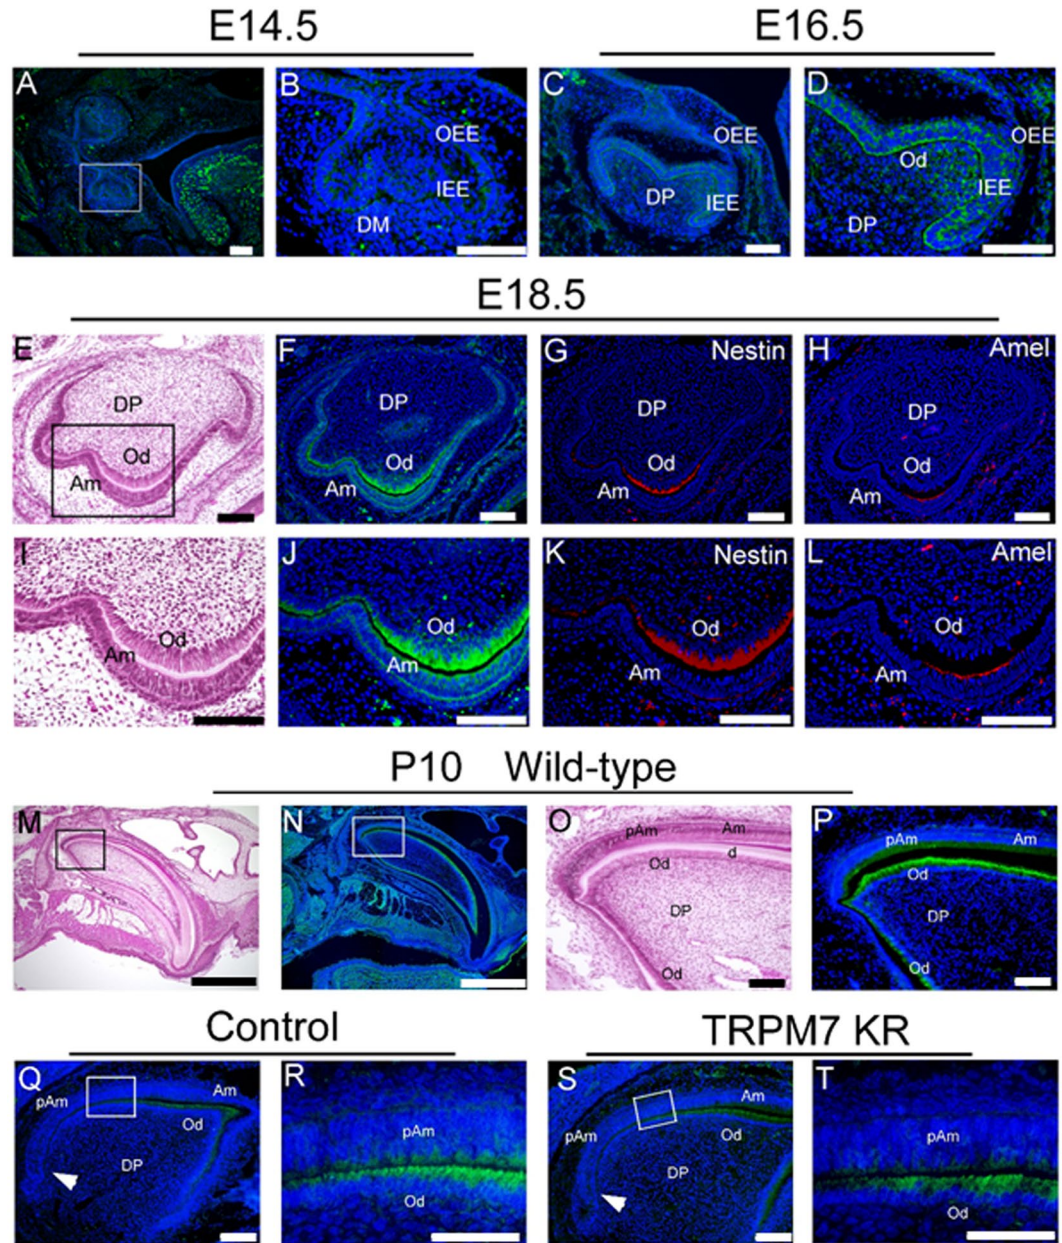 E14.5 E16.5
A B OEE IEE DM C OEE DP IEE D OEE Od IEE DP
E18.5
E DP Od Am F DP Od Am G Nestin DP Od Am H Amel DP Od Am
I Od Am J Od Am K Nestin Od Am L Amel Od Am
P10 Wild-type
M N O pAm Am Od d DP Od P pAm Am Od DP Od
Control TRPM7 KR
Q pAm Am Od DP R pAm Od S pAm Am Od DP T pAm Od